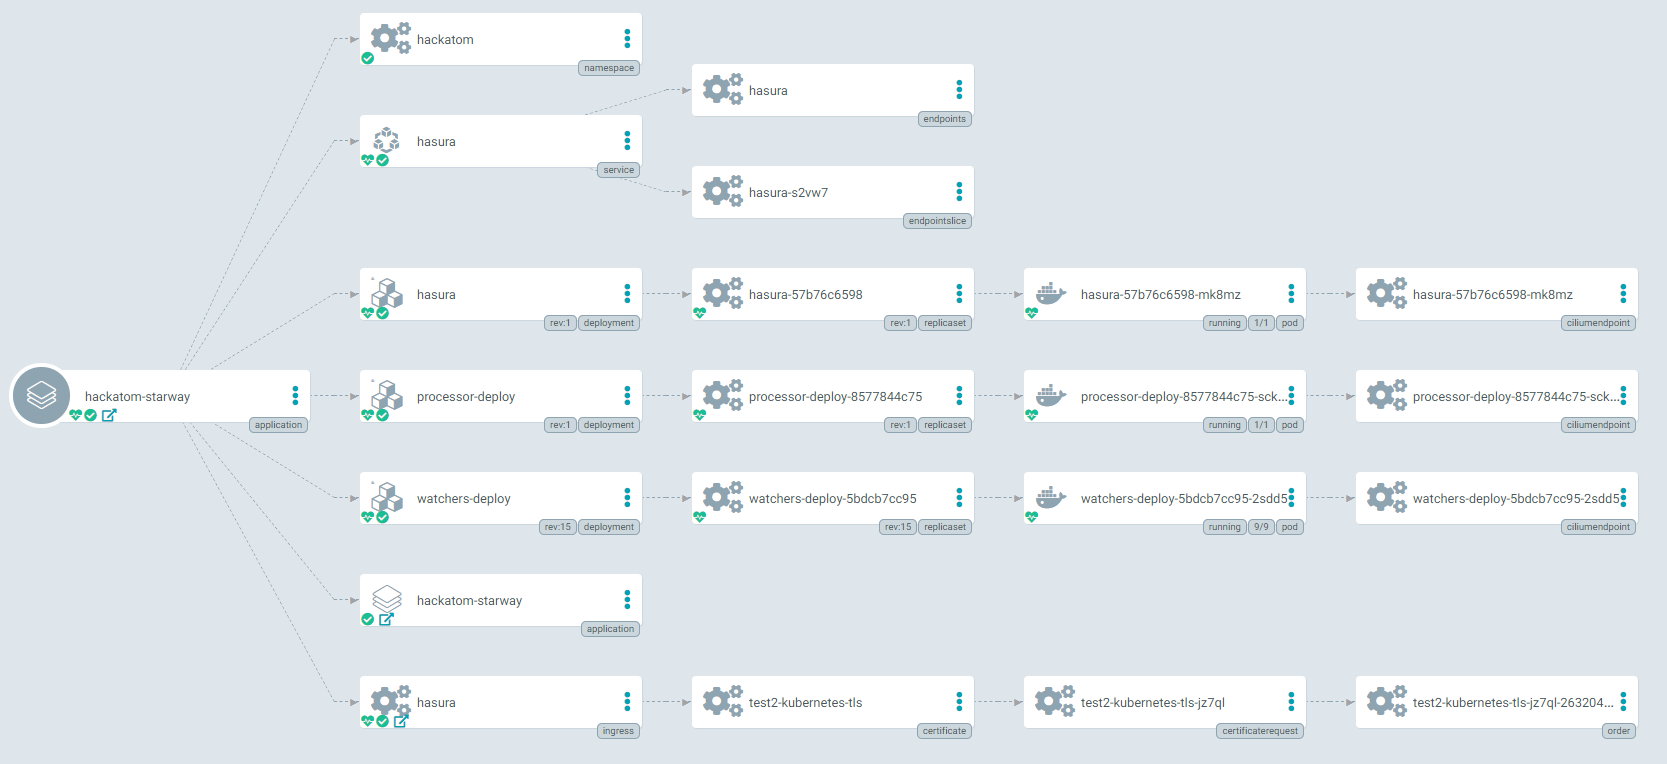 hackatom
namespace
hasura
endpoints
hasura
service
hasura-s2vw7
endpointslice
hasura
rev:1 deployment
hasura-57b76c6598
rev:1 replicaset
hasura-57b76c6598-mk8mz
running 1/1 pod
hasura-57b76c6598-mk8mz
ciliumendpoint
hackatom-starway
application
processor-deploy
rev:1 deployment
processor-deploy-8577844c75
rev:1 replicaset
processor-deploy-8577844c75-sck...
running 1/1 pod
processor-deploy-8577844c75-sck...
ciliumendpoint
watchers-deploy
rev:15 deployment
watchers-deploy-5bdcb7cc95
rev:15 replicaset
watchers-deploy-5bdcb7cc95-2sdd5
running 9/9 pod
watchers-deploy-5bdcb7cc95-2sdd5
ciliumendpoint
hackatom-starway
application
hasura
ingress
test2-kubernetes-tls
certificate
test2-kubernetes-tls-jz7ql
certificaterequest
test2-kubernetes-tls-jz7ql-263204...
order